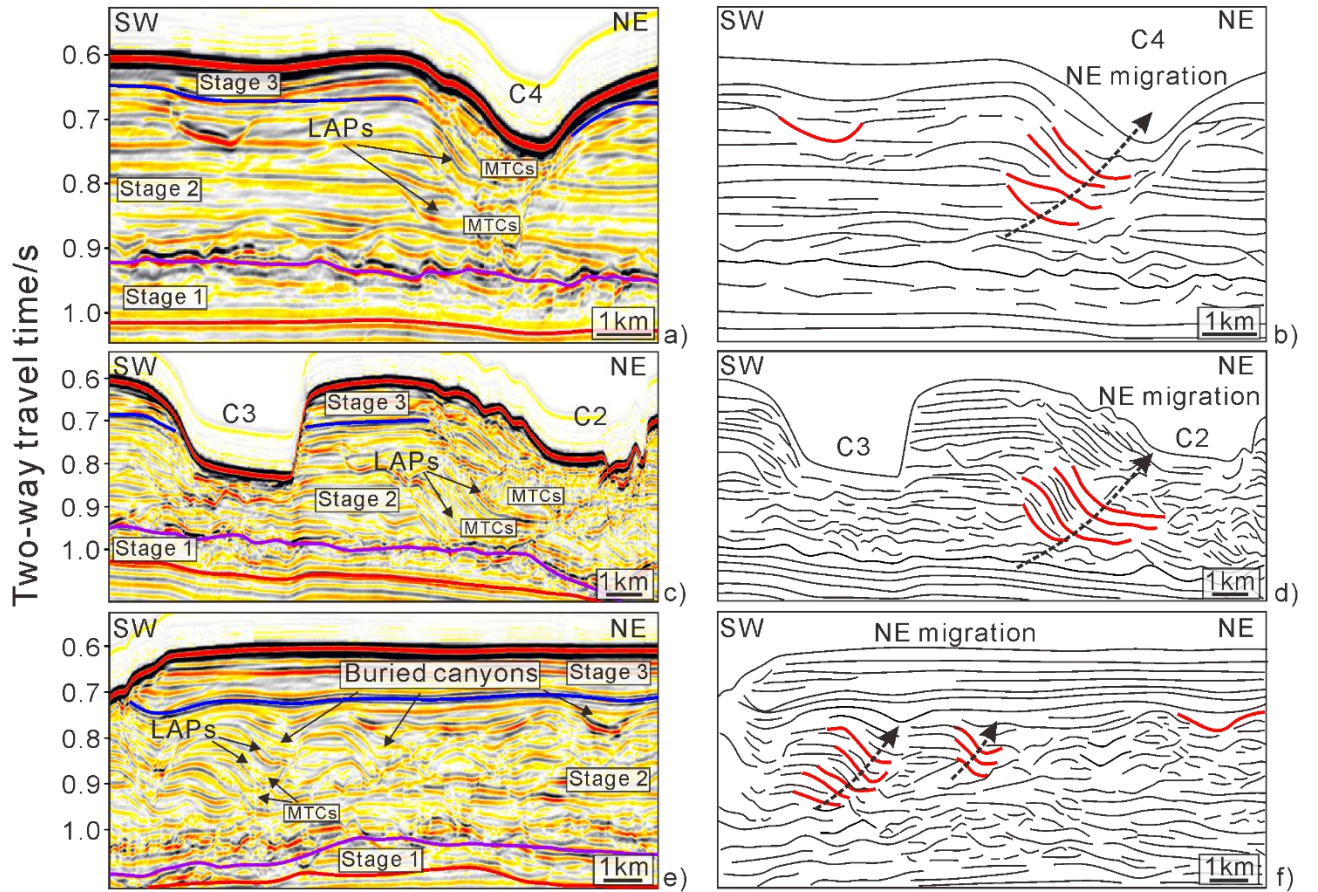 Two-way travel time/s
SW
NE
0.6
0.7
0.8
0.9
1.0
Stage 3
C4
LAPs
MTCs
Stage 2
MTCs
Stage 1
1km
a)
SW
NE
C4
NE migration
1km
b)
SW
NE
0.6
0.7
0.8
0.9
1.0
C3
Stage 3
C2
LAPs
Stage 2
MTCs
MTCs
Stage 1
1km
c)
SW
NE
NE migration
C3
C2
1km
d)
SW
NE
0.6
0.7
0.8
0.9
1.0
Buried canyons
Stage 3
LAPs
Stage 2
MTCs
Stage 1
1km
e)
SW
NE migration
NE
1km
f)